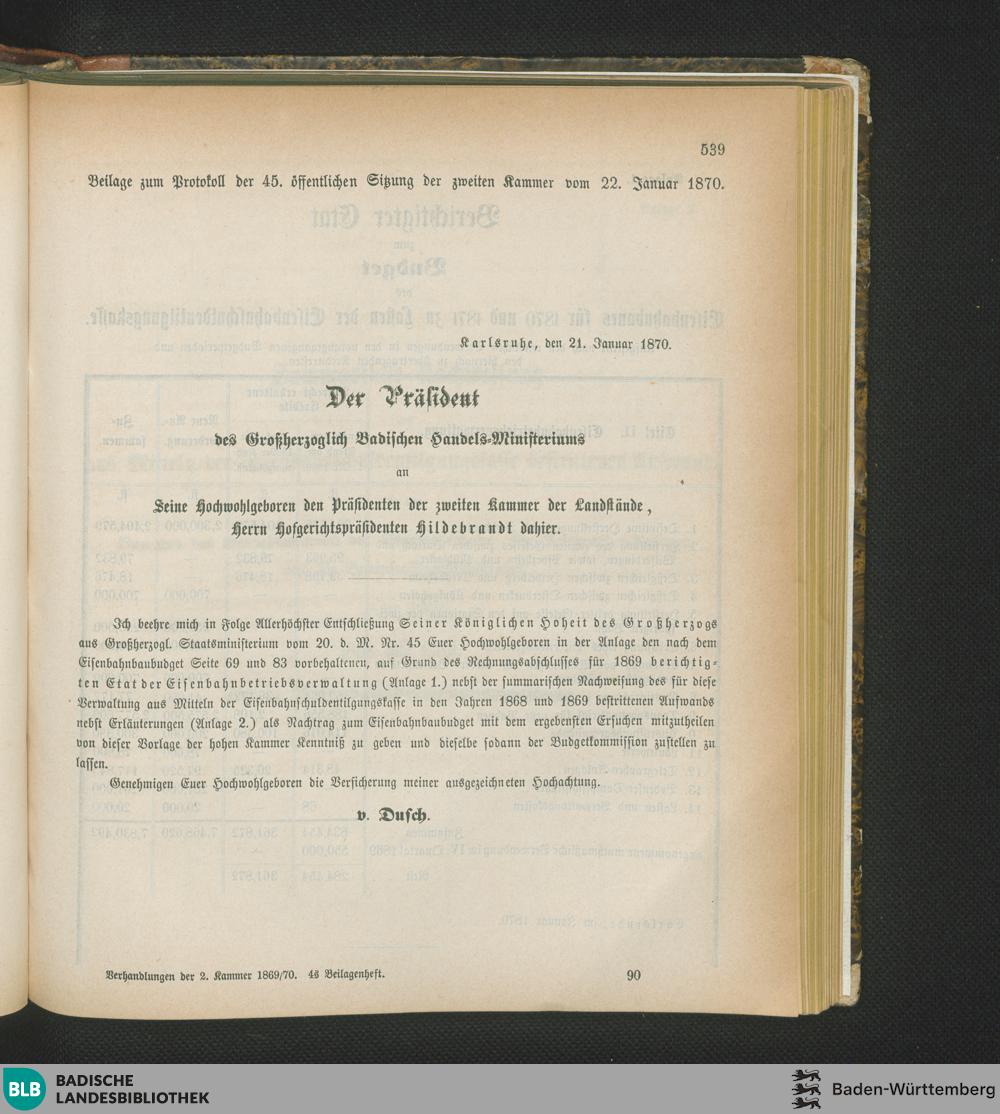 539
Beilage zum Protokoll der 45. öffentlichen Sitzung der zweiten Kammer vom 22. Januar 1870.
Karlsruhe, den 21. Januar 1870.
Der Präsident
des Großherzoglich Badischen Handels-Ministeriums
an
Seine Hochwohlgeboren den Präsidenten der zweiten Kammer der Landstände,
Herrn Hofgerichtspräsidenten Hildebrandt dahier.
Ich beehre mich in Folge Allerhöchster Entschließung Seiner Königlichen Hoheit des Großherzogs
aus Großherzogl. Staatsministerium vom 20. d. M. Nr. 45 Euer Hochwohlgeboren in der Anlage den nach dem
Eisenbahnbaubudget Seite 69 und 83 vorbehaltenen, auf Grund des Rechnungsabschlusses für 1869 berichtig-
ten Etat der Eisenbahnbetriebsverwaltung (Anlage 1.) nebst der summarischen Nachweisung des für diese
Verwaltung aus Mitteln der Eisenbahnschuldentilgungskasse in den Jahren 1868 und 1869 bestrittenen Aufwands
nebst Erläuterungen (Anlage 2.) als Nachtrag zum Eisenbahnbaubudget mit dem ergebensten Ersuchen mitzutheilen
von dieser Vorlage der hohen Kammer Kenntniß zu geben und dieselbe sodann der Budgetkommission zustellen zu
lassen.
Genehmigen Euer Hochwohlgeboren die Versicherung meiner ausgezeichneten Hochachtung.
v. Dusch.
Verhandlungen der 2. Kammer 1869/70. 4s Beilagenheft. 90
BLB BADISCHE
LANDESBIBLIOTHEK
Baden-Württemberg